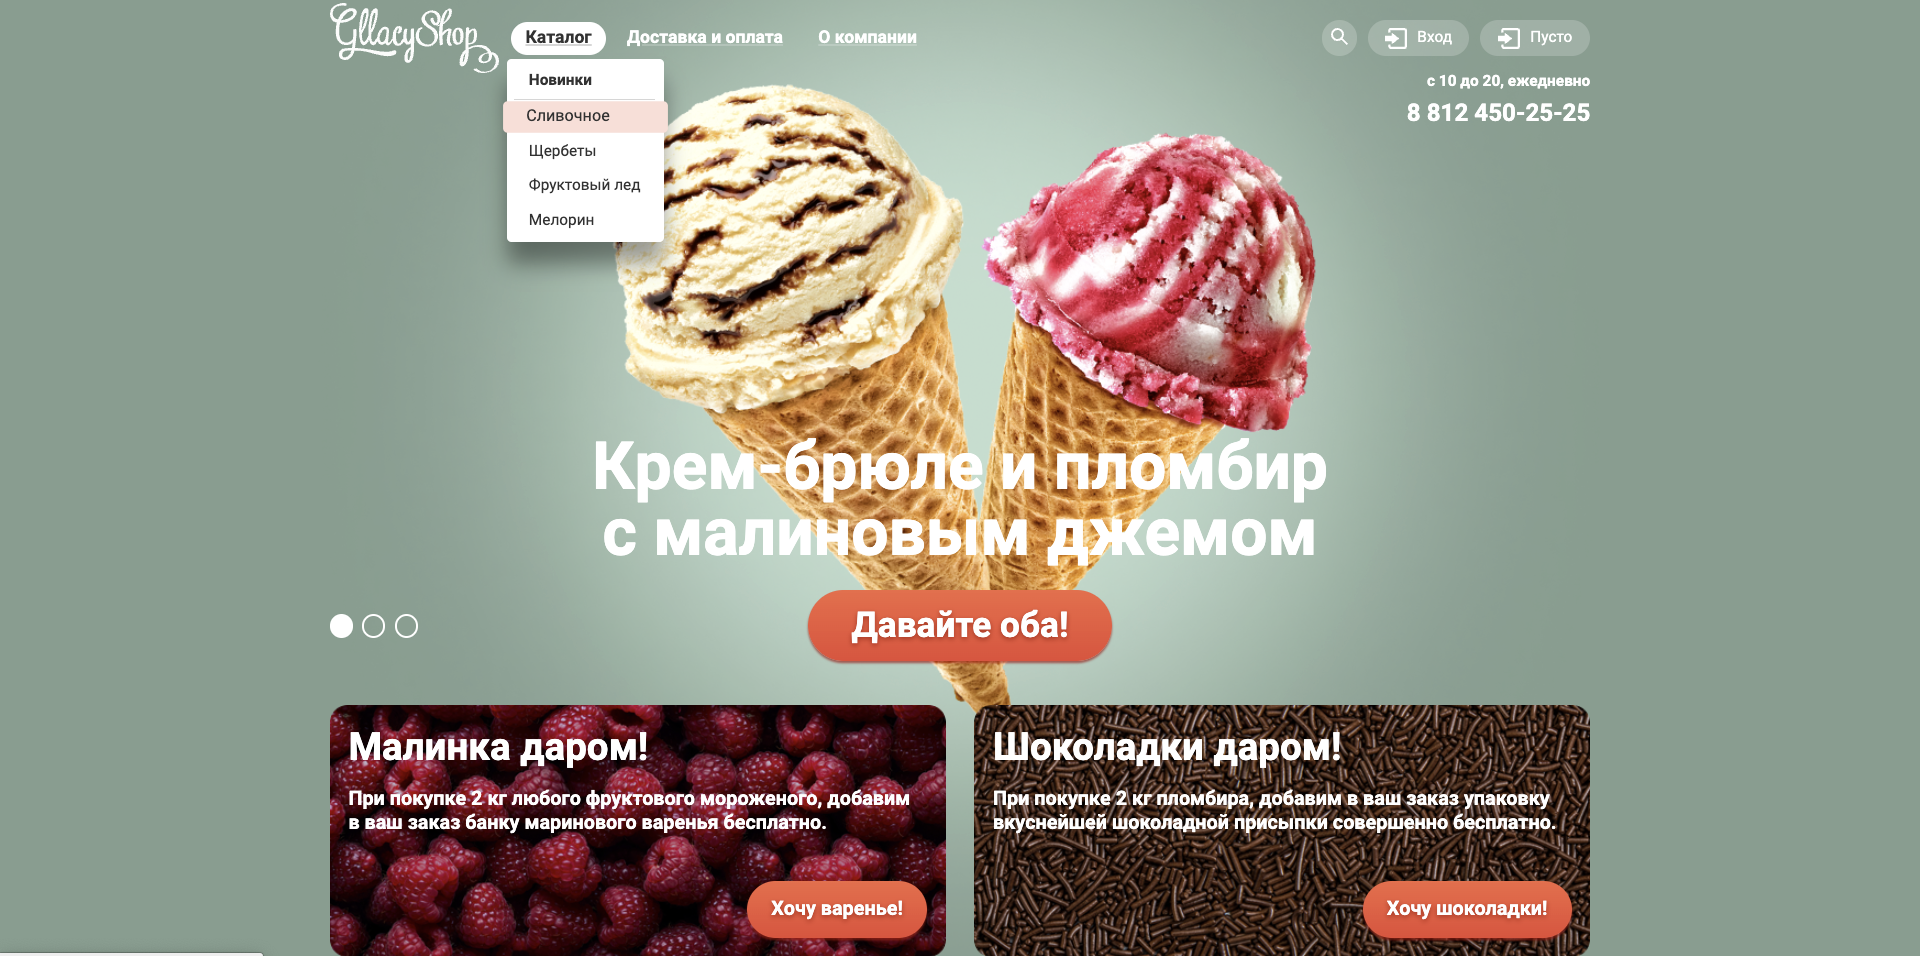 Gllacy Shop
Каталог
Доставка и оплата
О компании
Вход
Пусто
Новинки
Сливочное
Щербеты
Фруктовый лед
Мелорин
с 10 до 20, ежедневно
8 812 450-25-25
Крем-брюле и пломбир
с малиновым джемом
Давайте оба!
Малинка даром!
При покупке 2 кг любого фруктового мороженого, добавим
в ваш заказ банку маринового варенья бесплатно.
Хочу варенье!
Шоколадки даром!
При покупке 2 кг пломбира, добавим в ваш заказ упаковку
вкуснейшей шоколадной присыпки совершенно бесплатно.
Хочу шоколадки!